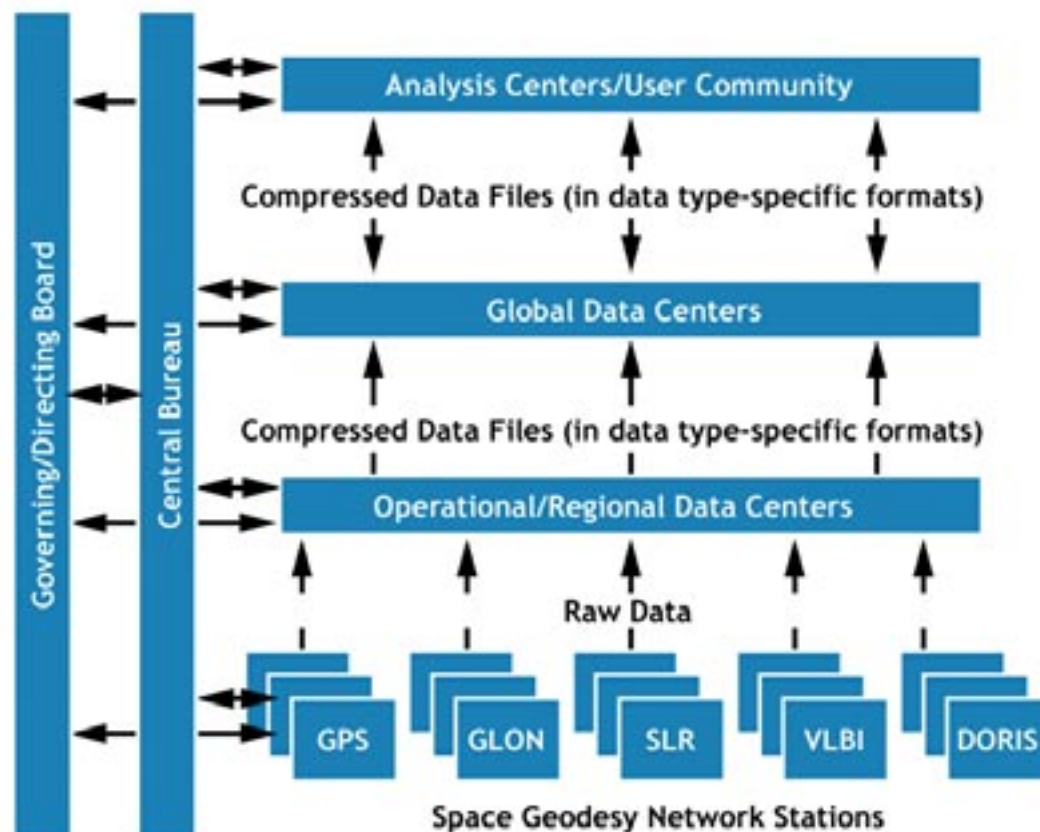 Governing/Directing Board
Central Bureau
Analysis Centers/User Community
Compressed Data Files (in data type-specific formats)
Global Data Centers
Compressed Data Files (in data type-specific formats)
Operational/Regional Data Centers
Raw Data
GPS
GLON
SLR
VLBI
DORIS
Space Geodesy Network Stations